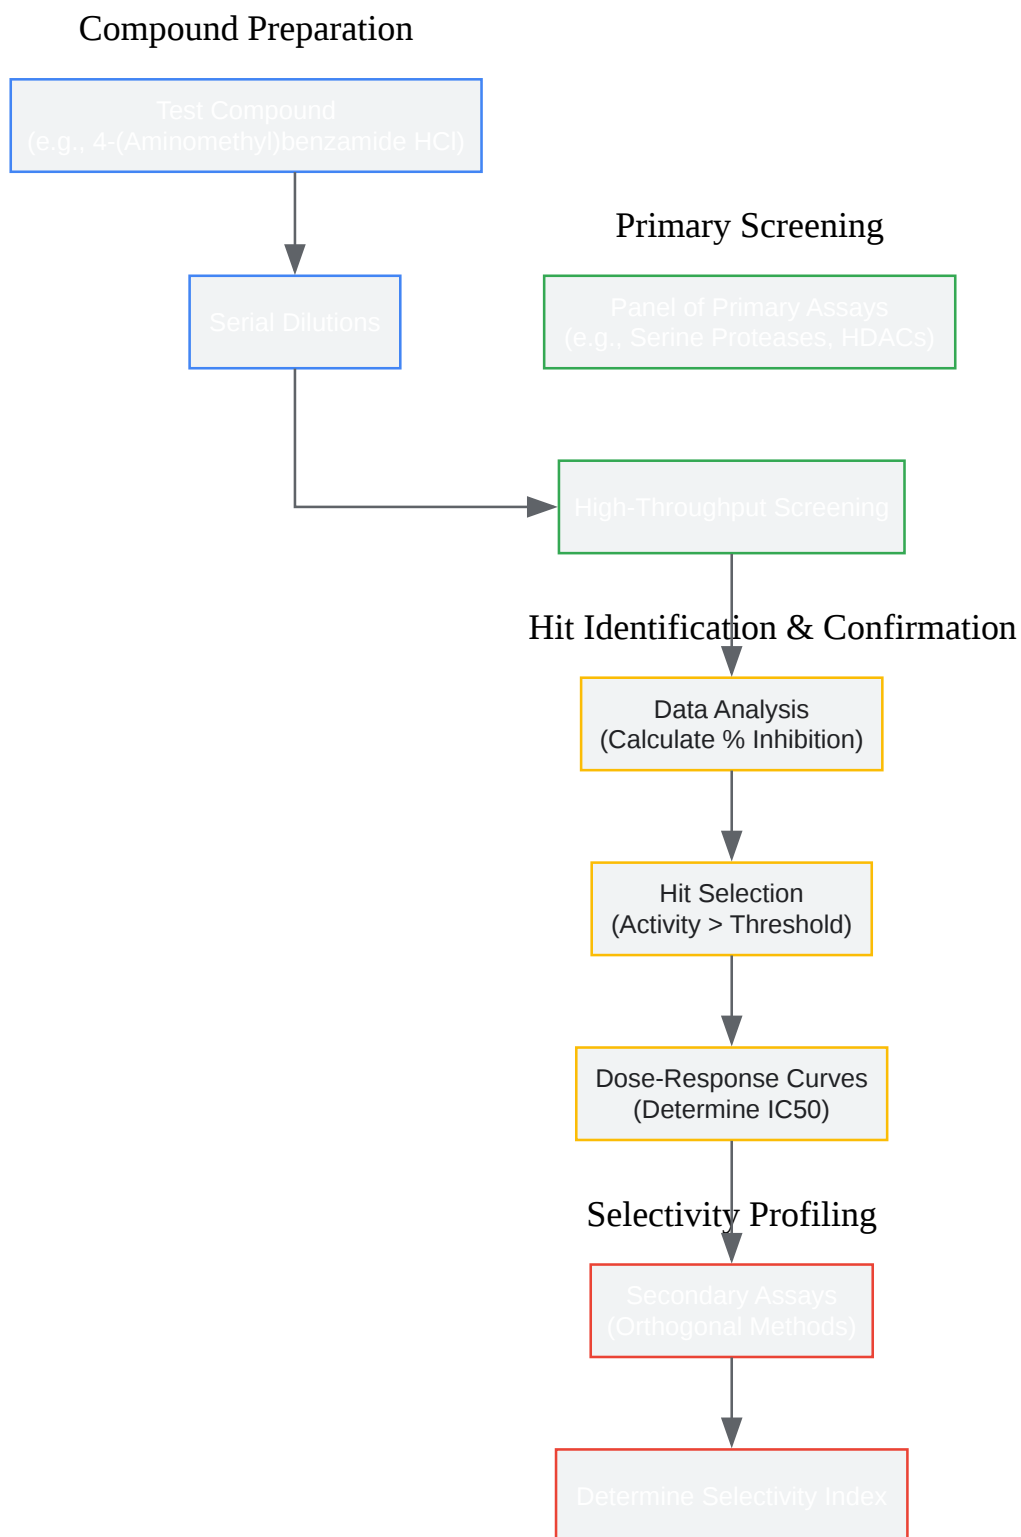 Compound Preparation
Test Compound
(e.g., 4-(Aminomethyl)benzamide HCl)
Primary Screening
Serial Dilutions
Panel of Primary Assays
(e.g., Serine Proteases, HDACs)
High-Throughput Screening
Hit Identification & Confirmation
Data Analysis
(Calculate % Inhibition)
Hit Selection
(Activity > Threshold)
Dose-Response Curves
(Determine IC50)
Selectivity Profiling
Secondary Assays
(Orthogonal Methods)
Determine Selectivity Index